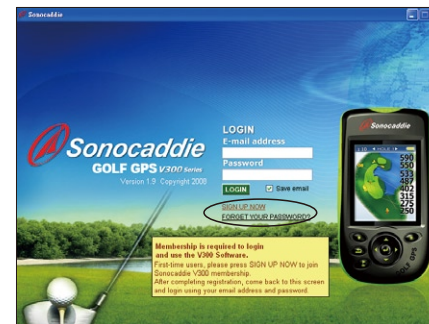 Sonocaddie
LOGIN
E-mail address
Sonocaddie
GOLF GPS V300 Series
Version 1.9 Copyright 2008
Password
LOGIN Save email
SIGN UP NOW
FORGET YOUR PASSWORD?
Membership is required to login
and use the V300 Software.
First-time users, please press SIGN UP NOW to join
Sonocaddie V300 membership.
After completing registration, come back to this screen
and login using your email address and password.
Sonocaddie
590
550
533
487
402
315
275
250
GOLF GPS